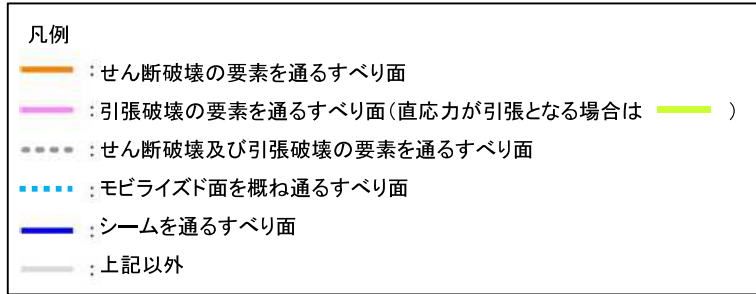 凡例
：せん断破壊の要素を通るすべり面
：引張破壊の要素を通るすべり面（直応力が引張となる場合は　　　）
：せん断破壊及び引張破壊の要素を通るすべり面
：モビライズド面を概ね通るすべり面
：シームを通るすべり面
：上記以外